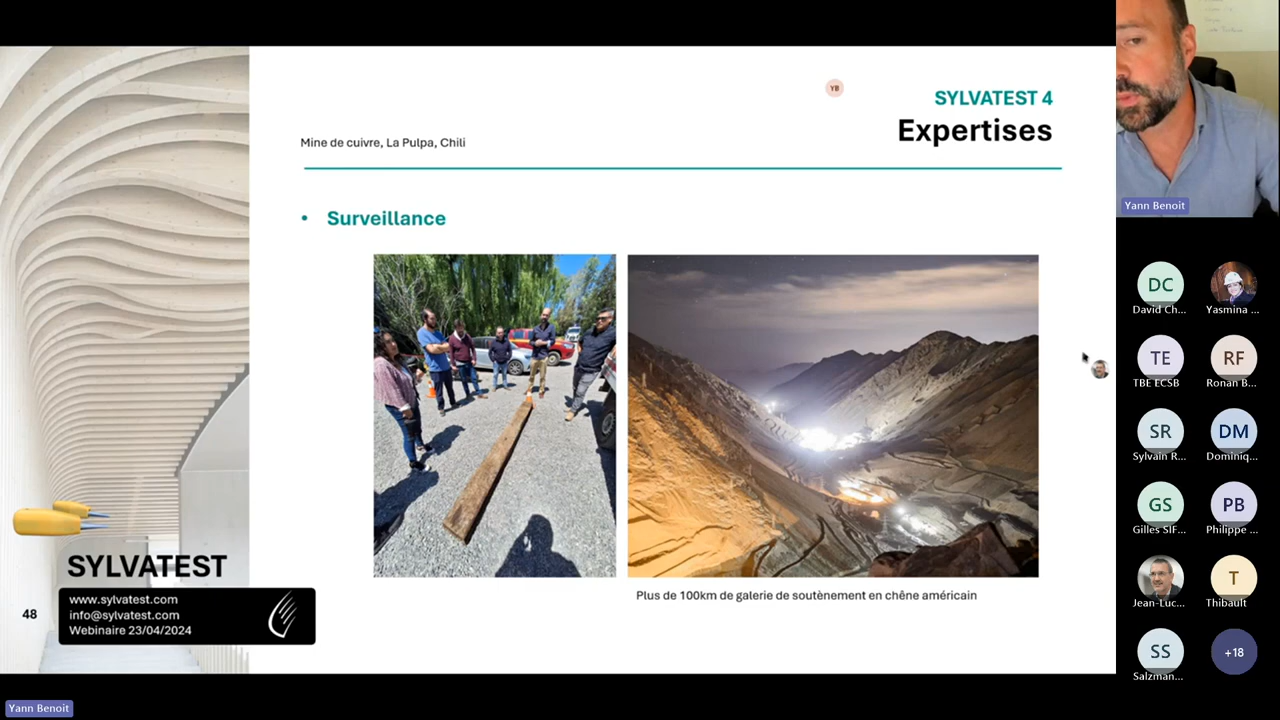 YB
SYLVATEST 4
Expertises
Mine de cuivre, La Pulpa, Chili
• Surveillance
Plus de 100km de galerie de soutènement en chêne américain
SYLVATEST
www.sylvatest.com
info@sylvatest.com
Webinaire 23/04/2024
48
Yann Benoit
DC
David Ch...
Yasmina ...
TE
TBE ECSB
RF
Ronan B...
SR
Sylvain R...
DM
Dominiq...
GS
Gilles SIF...
PB
Philippe ...
Jean-Luc...
T
Thibault
SS
Salzman...
+18
Yann Benoit